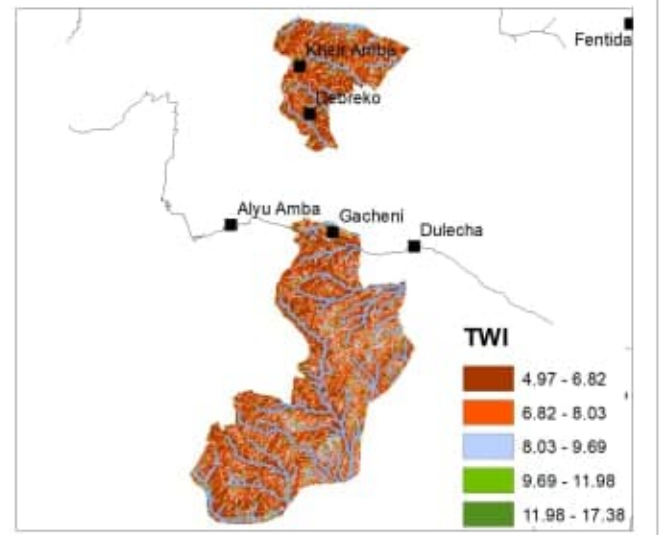 Fentida
Kheir Amba
Debreko
Alyu Amba
Gacheni
Dulecha
TWI
4.97 - 6.82
6.82 - 8.03
8.03 - 9.69
9.69 - 11.98
11.98 - 17.38